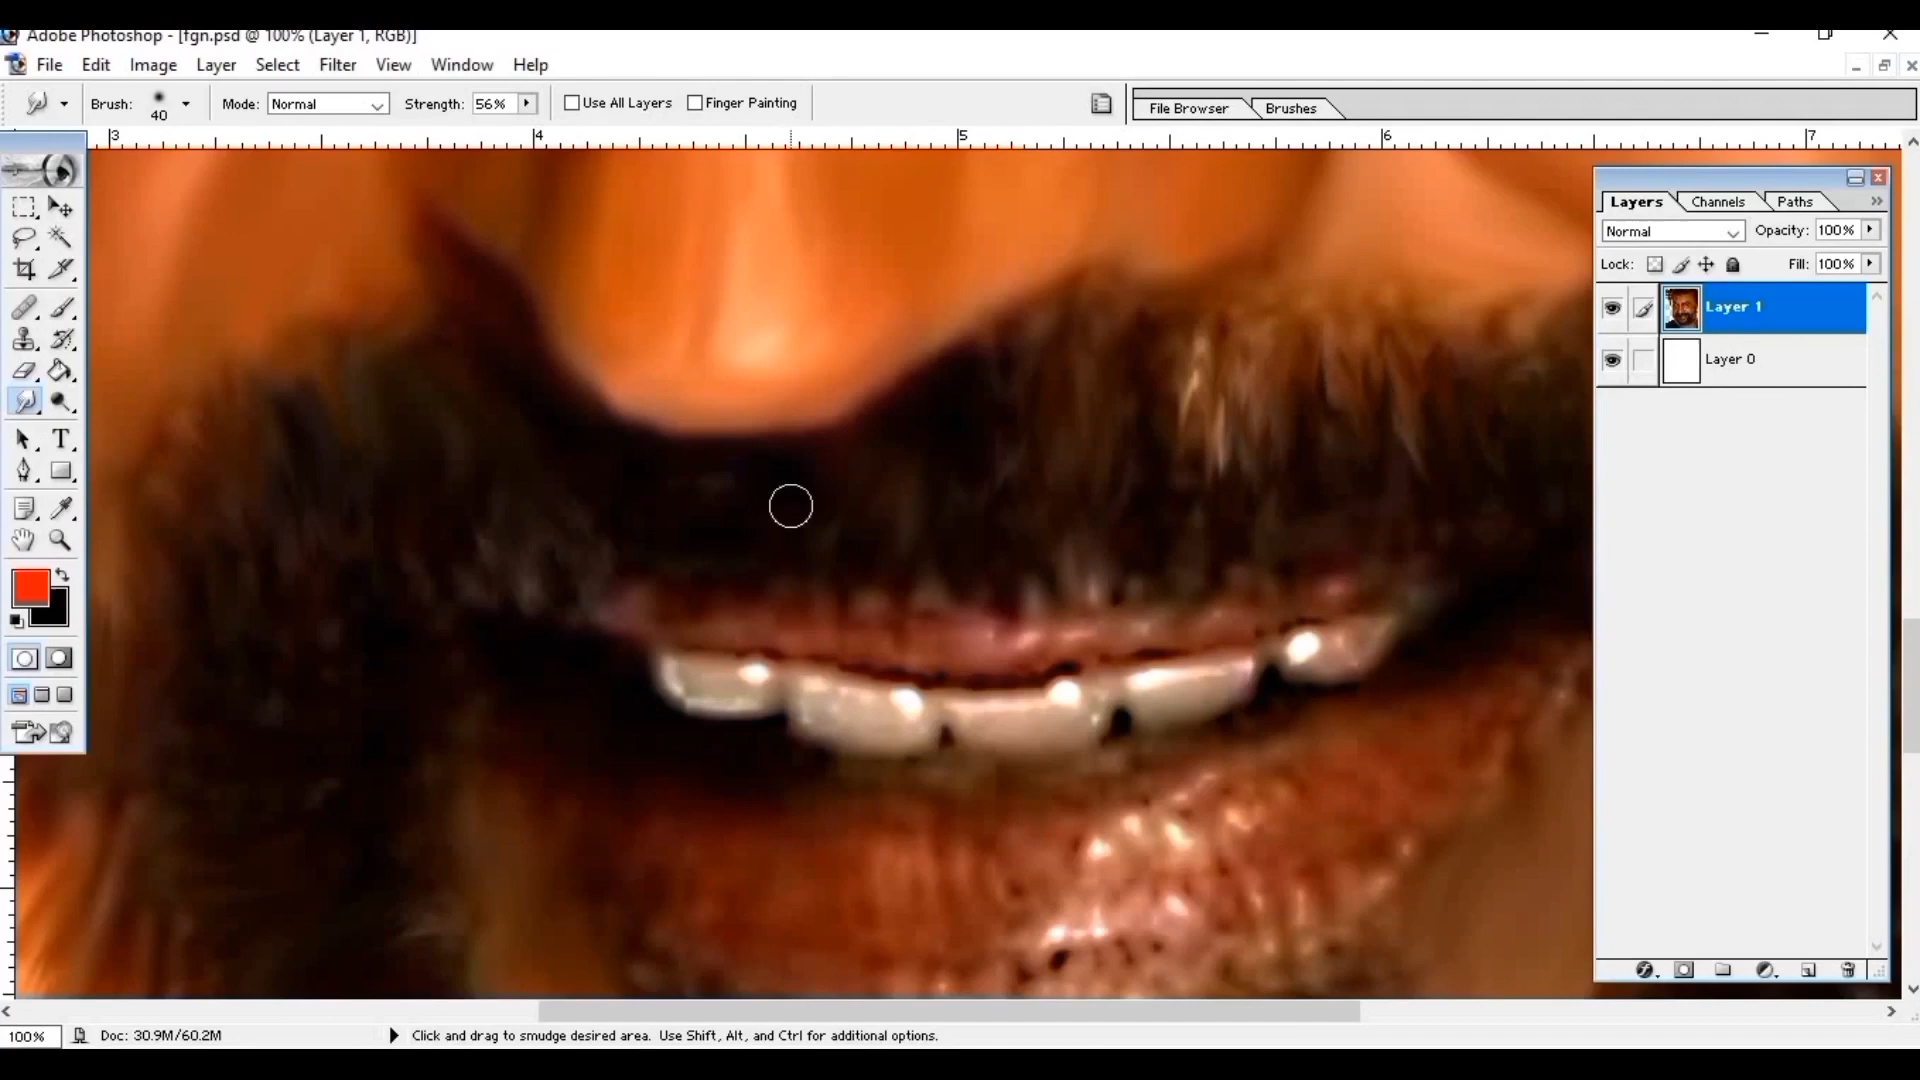 Adobe Photoshop - [fgn.psd @ 100% (Layer 1, RGB)]
File Edit Image Layer Select Filter View Window Help
Brush: 40 Mode: Normal Strength: 56% Use All Layers Finger Painting File Browser Brushes
3 4 5 6 7
Layers Channels Paths
Normal Opacity: 100%
Lock: Fill: 100%
Layer 1
Layer 0
T
100% Doc: 30.9M/60.2M Click and drag to smudge desired area. Use Shift, Alt, and Ctrl for additional options.